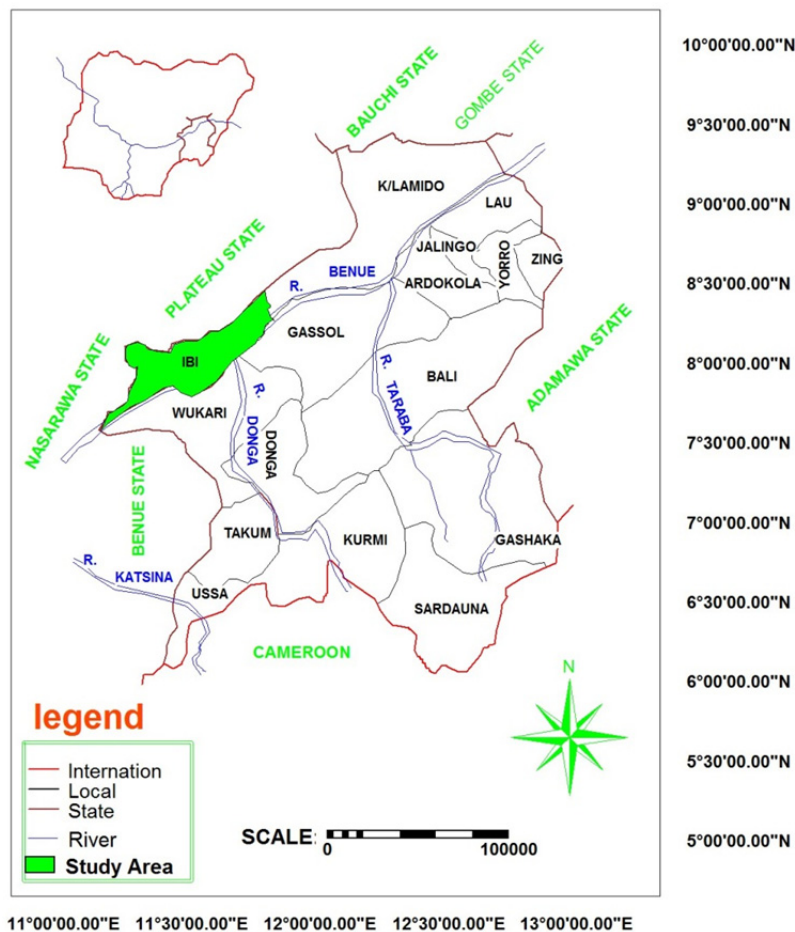 10°00'00.00"N
BAUCHI STATE
GOMBE STATE
9°30'00.00"N
K/LAMIDO
9°00'00.00"N
LAU
PLATEAU STATE
JALINGO
YORRO
ZING
R. BENUE
ARDOKOLA
8°30'00.00"N
GASSOL
NASARAWA STATE
IBI
R. TARABA
BALI
ADAMAWA STATE
8°00'00.00"N
WUKARI
R. DONGA
DONGA
7°30'00.00"N
BENUE STATE
TAKUM
KURMI
GASHAKA
7°00'00.00"N
R. KATSINA
USSA
SARDAUNA
6°30'00.00"N
CAMEROON
6°00'00.00"N
N
legend
5°30'00.00"N
Internation
Local
State
River
Study Area
SCALE:
0
100000
5°00'00.00"N
11°00'00.00"E 11°30'00.00"E 12°00'00.00"E 12°30'00.00"E 13°00'00.00"E